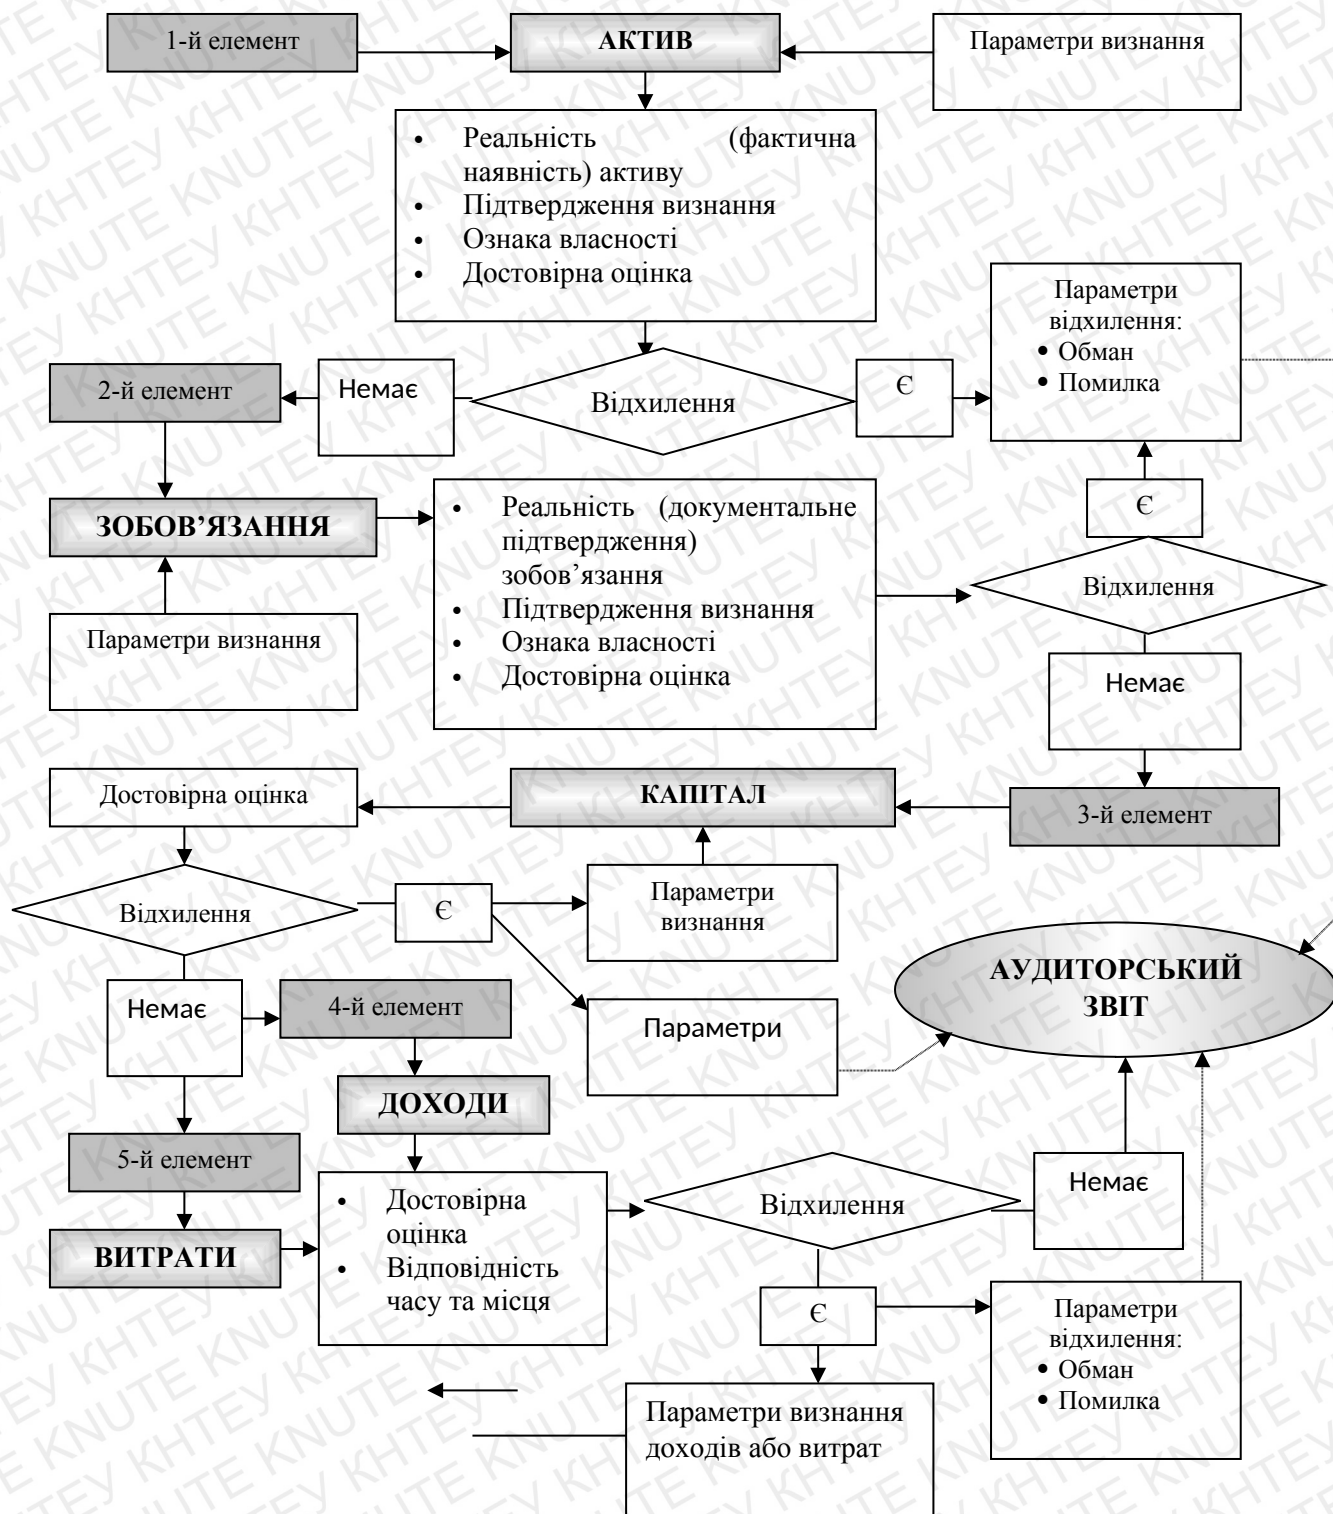 1-й елемент
АКТИВ
Параметри визнання
• Реальність (фактична
наявність) активу
• Підтвердження визнання
• Ознака власності
• Достовірна оцінка
Параметри
відхилення:
• Обман
• Помилка
2-й елемент
Немає
Відхилення
Є
ЗОБОВ’ЯЗАННЯ
• Реальність (документальне
підтвердження)
зобов’язання
• Підтвердження визнання
• Ознака власності
• Достовірна оцінка
Є
Відхилення
Параметри визнання
Немає
Достовірна оцінка
КАПІТАЛ
3-й елемент
Відхилення
Є
Параметри
визнання
АУДИТОРСЬКИЙ
ЗВІТ
Немає
4-й елемент
Параметри
ДОХОДИ
5-й елемент
• Достовірна
оцінка
• Відповідність
часу та місця
Відхилення
Немає
ВИТРАТИ
Є
Параметри
відхилення:
• Обман
• Помилка
Параметри визнання
доходів або витрат
КНТЕУ KNUTE